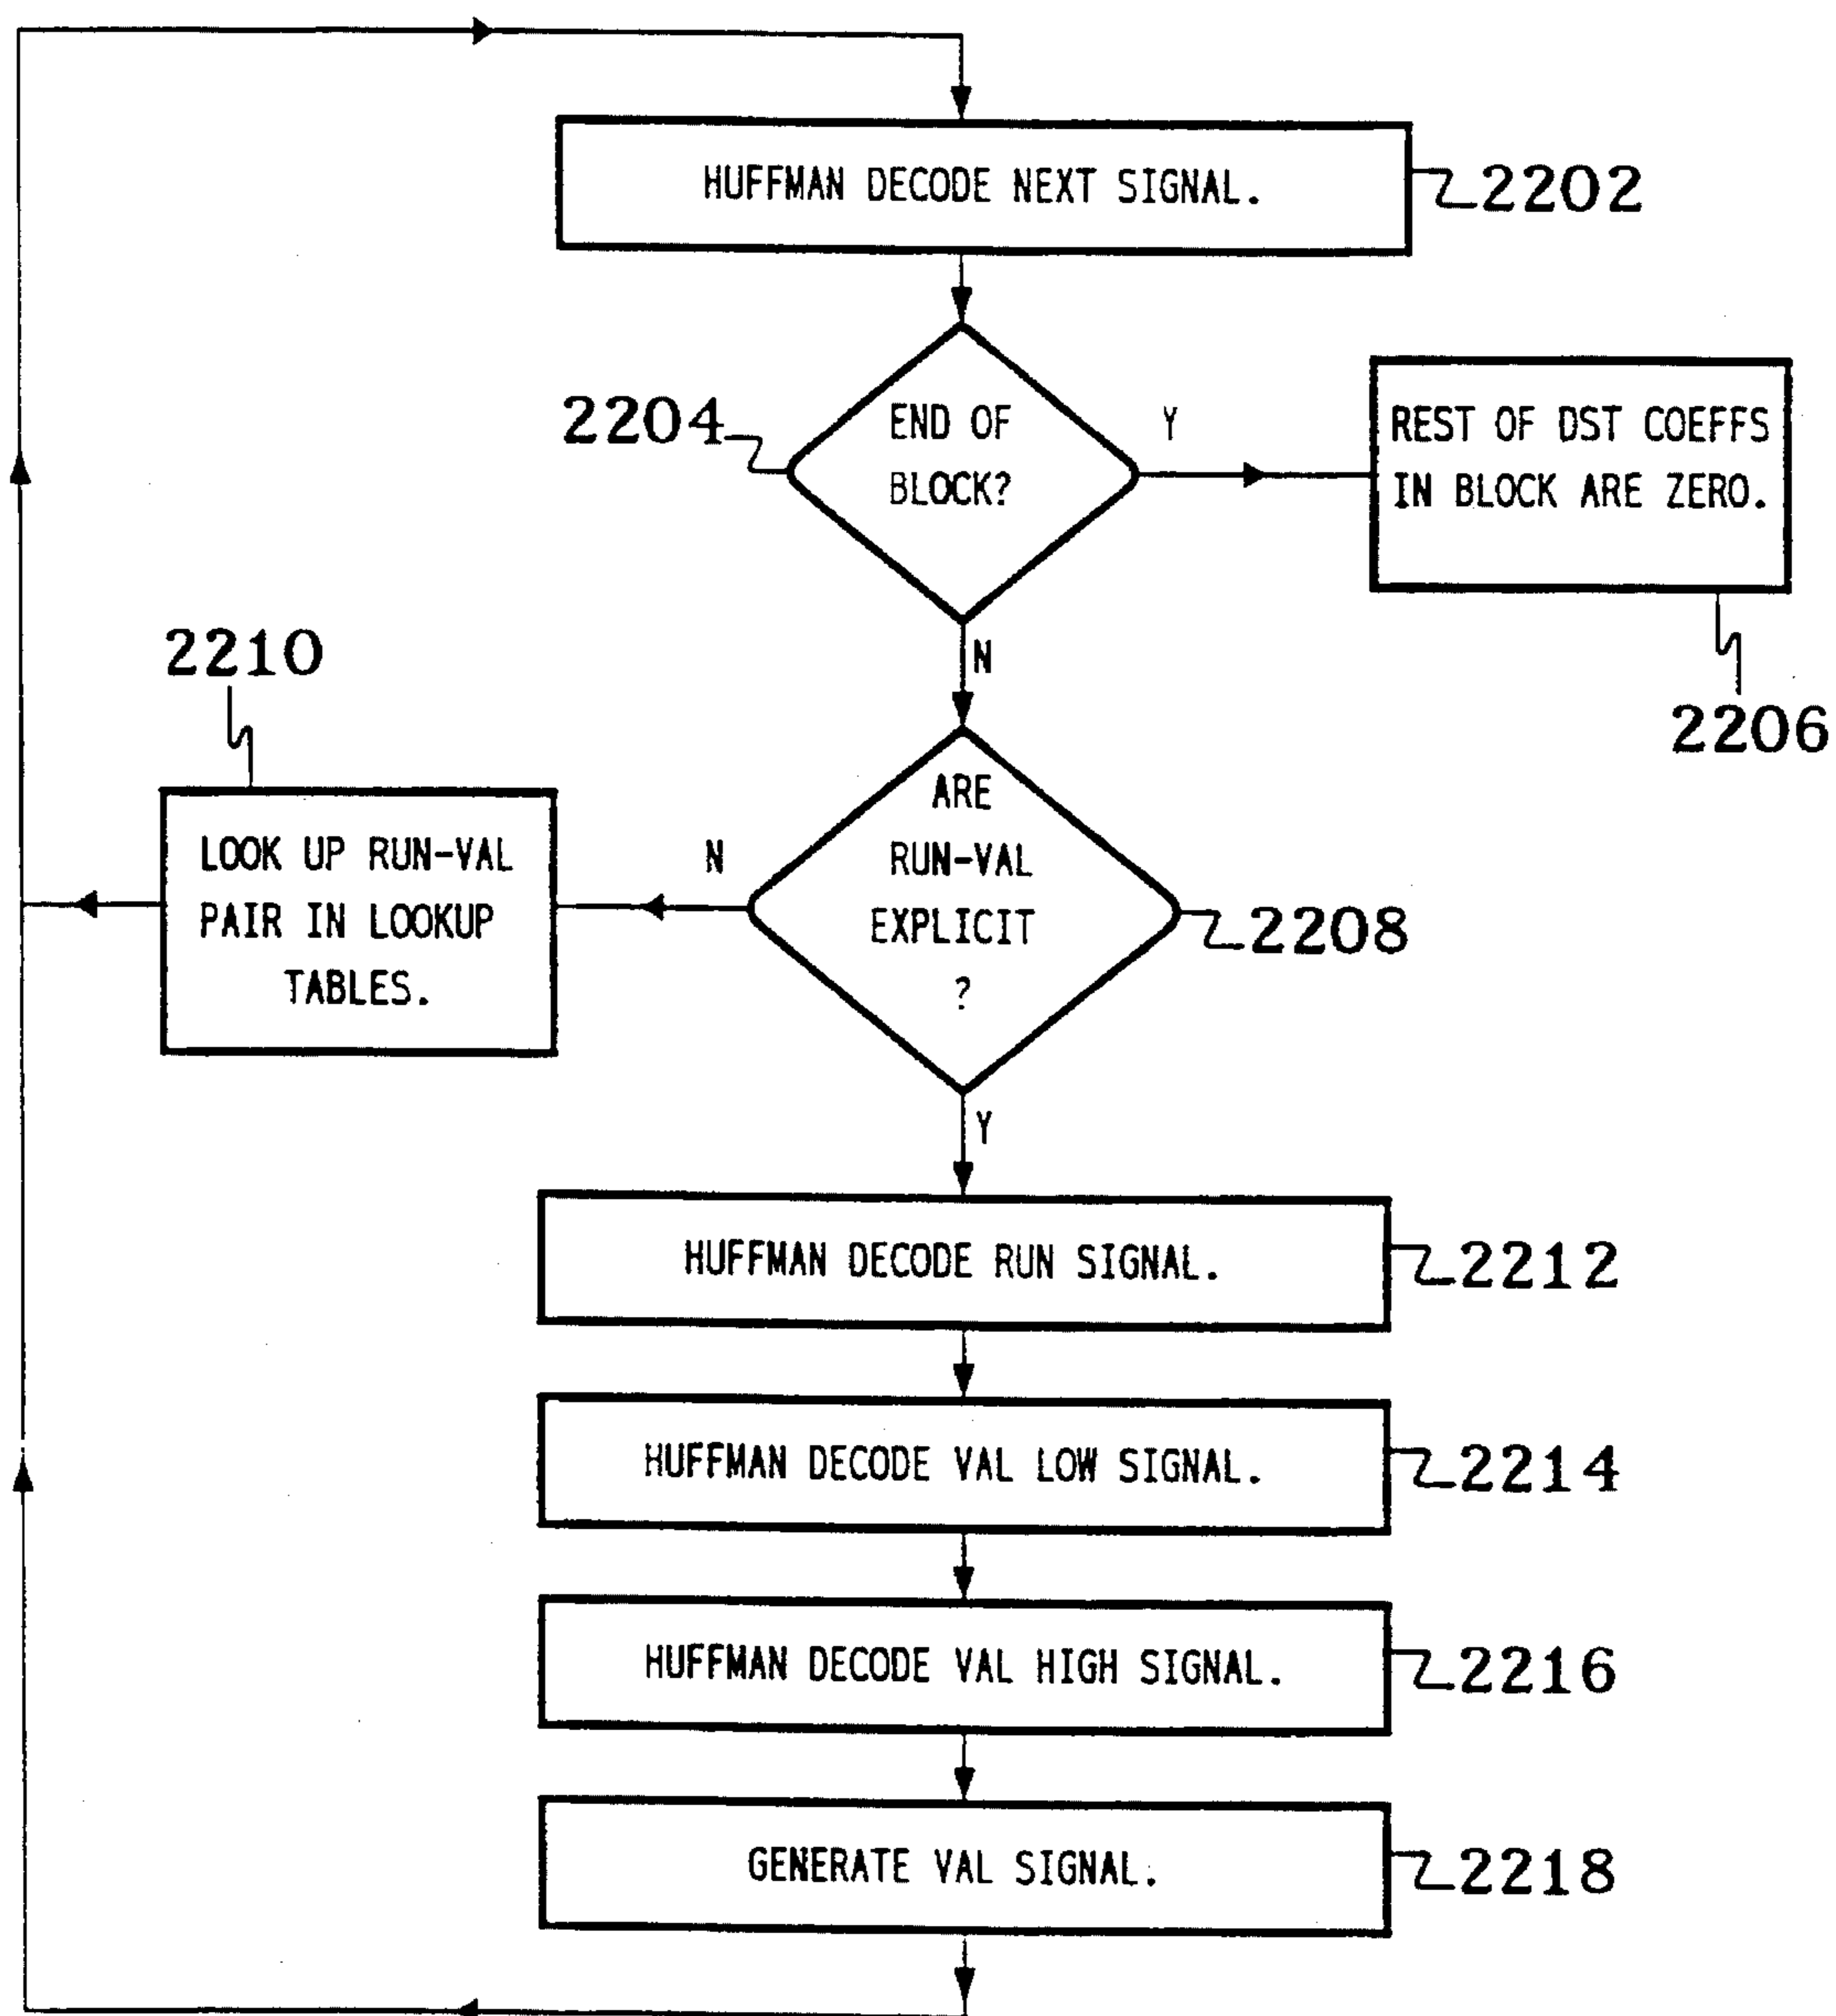 HUFFMAN DECODE NEXT SIGNAL.
2202
2204
END OF
BLOCK?
Y
REST OF DST COEFFS
IN BLOCK ARE ZERO.
2206
N
2210
LOOK UP RUN-VAL
PAIR IN LOOKUP
TABLES.
N
ARE
RUN-VAL
EXPLICIT
?
2208
Y
HUFFMAN DECODE RUN SIGNAL.
2212
HUFFMAN DECODE VAL LOW SIGNAL.
2214
HUFFMAN DECODE VAL HIGH SIGNAL.
2216
GENERATE VAL SIGNAL.
2218